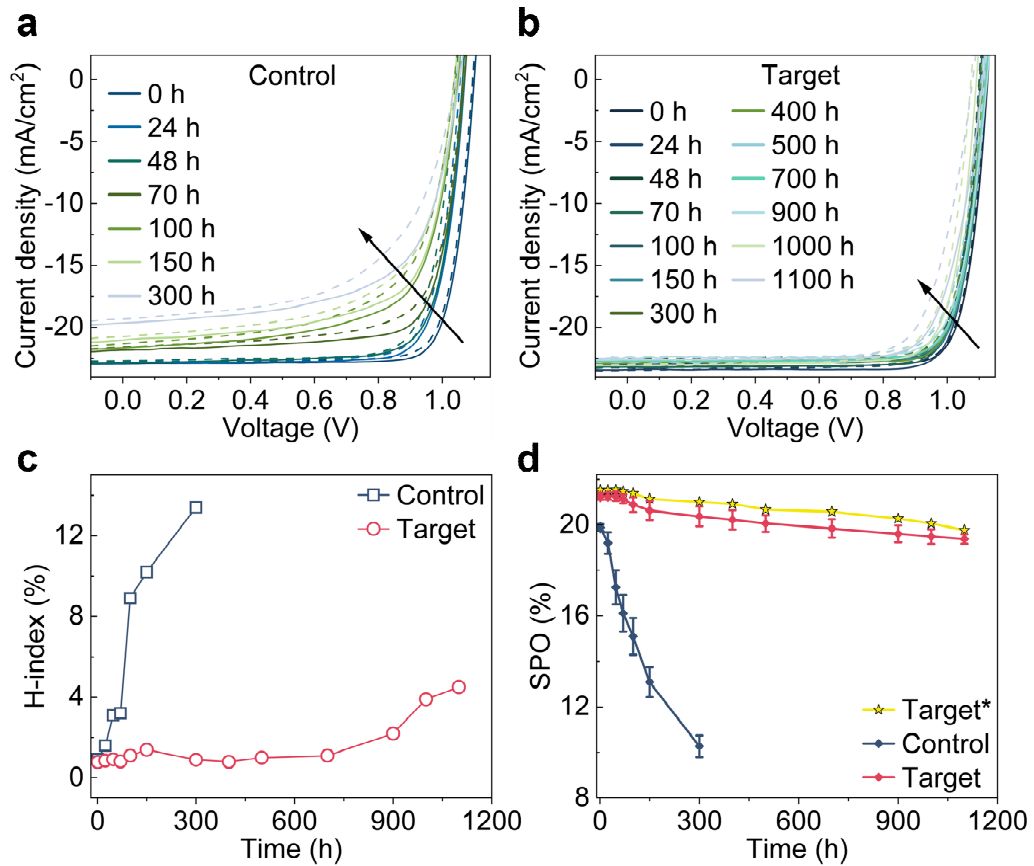 a
Control
0 h
24 h
48 h
70 h
100 h
150 h
300 h
0
-5
-10
-15
-20
Current density (mA/cm²)
0.0 0.2 0.4 0.6 0.8 1.0
Voltage (V)
b
Target
0 h 400 h
24 h 500 h
48 h 700 h
70 h 900 h
100 h 1000 h
150 h 1100 h
300 h
0
-5
-10
-15
-20
Current density (mA/cm²)
0.0 0.2 0.4 0.6 0.8 1.0
Voltage (V)
c
Control
Target
12
8
4
0
H-index (%)
0 300 600 900 1200
Time (h)
d
20
16
12
8
SPO (%)
Target*
Control
Target
0 300 600 900 1200
Time (h)